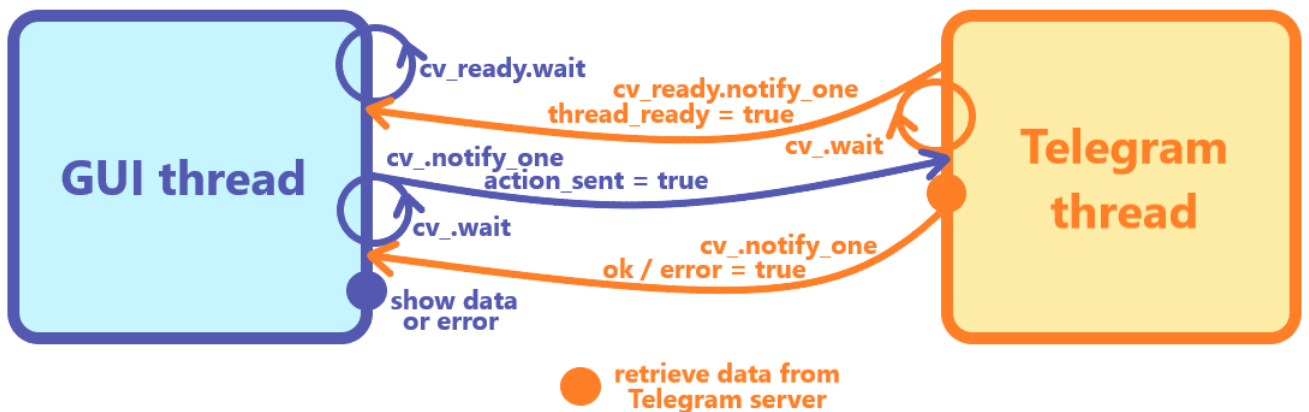 GUI thread
cv_ready.wait
cv_ready.notify_one
thread_ready = true
cv_.wait
cv_.notify_one
action_sent = true
cv_.wait
cv_.notify_one
ok / error = true
show data
or error
Telegram
thread
retrieve data from
Telegram server